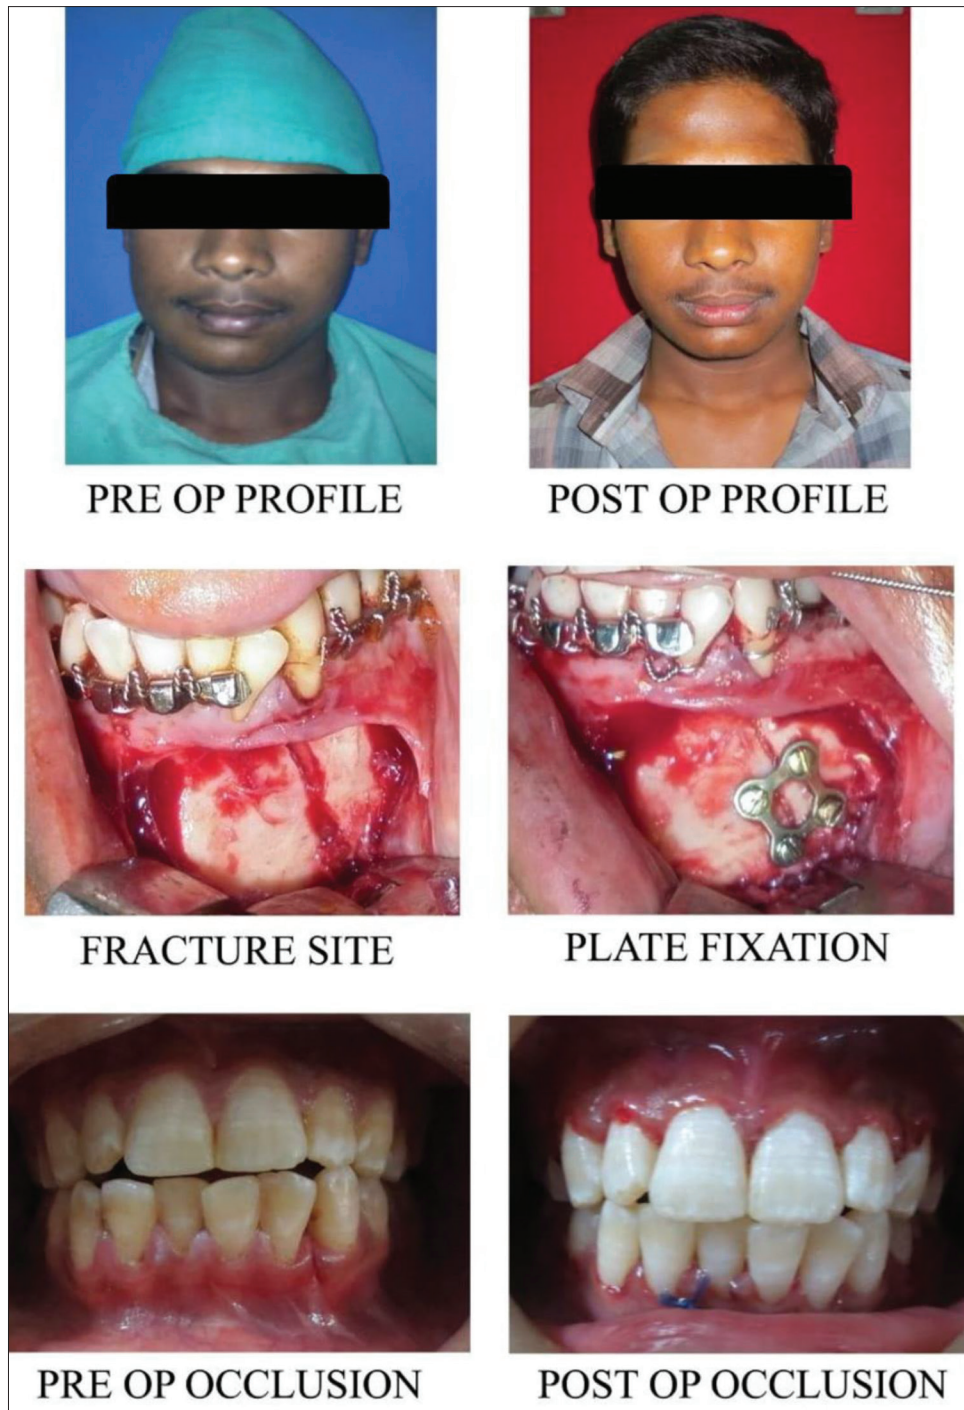 PRE OP PROFILE
POST OP PROFILE
FRACTURE SITE
PLATE FIXATION
PRE OP OCCLUSION
POST OP OCCLUSION